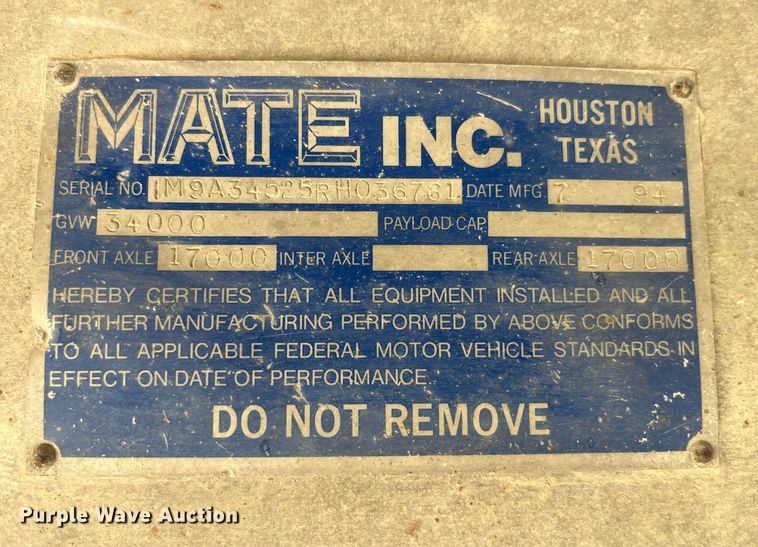 MATE INC. HOUSTON TEXAS
SERIAL NO. 1M9A34525RH036761 DATE MFG. 7 94
GVW 34000 PAYLOAD CAP.
FRONT AXLE 17000 INTER AXLE REAR AXLE 17000
HEREBY CERTIFIES THAT ALL EQUIPMENT INSTALLED AND ALL
FURTHER MANUFACTURING PERFORMED BY ABOVE CONFORMS
TO ALL APPLICABLE FEDERAL MOTOR VEHICLE STANDARDS IN
EFFECT ON DATE OF PERFORMANCE.
DO NOT REMOVE
Purple Wave Auction